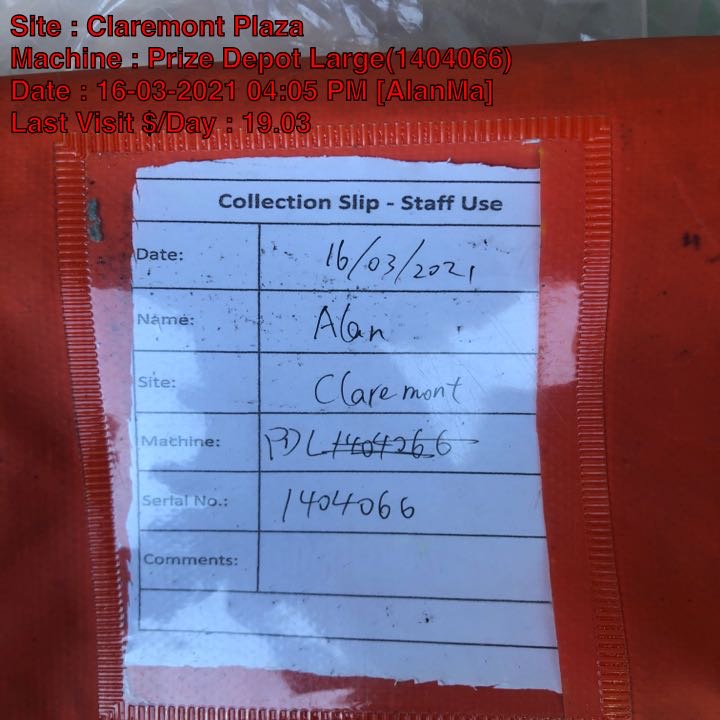 Site : Claremont Plaza
Machine : Prize Depot Large(1404066)
Date : 16-03-2021 04:05 PM [AlanMa]
Last Visit $/Day : 19.03
Collection Slip - Staff Use
Date: 16/03/2021
Name: Alan
Site: Claremont
Machine: PDL 1404066
Serial No.: 1404066
Comments: